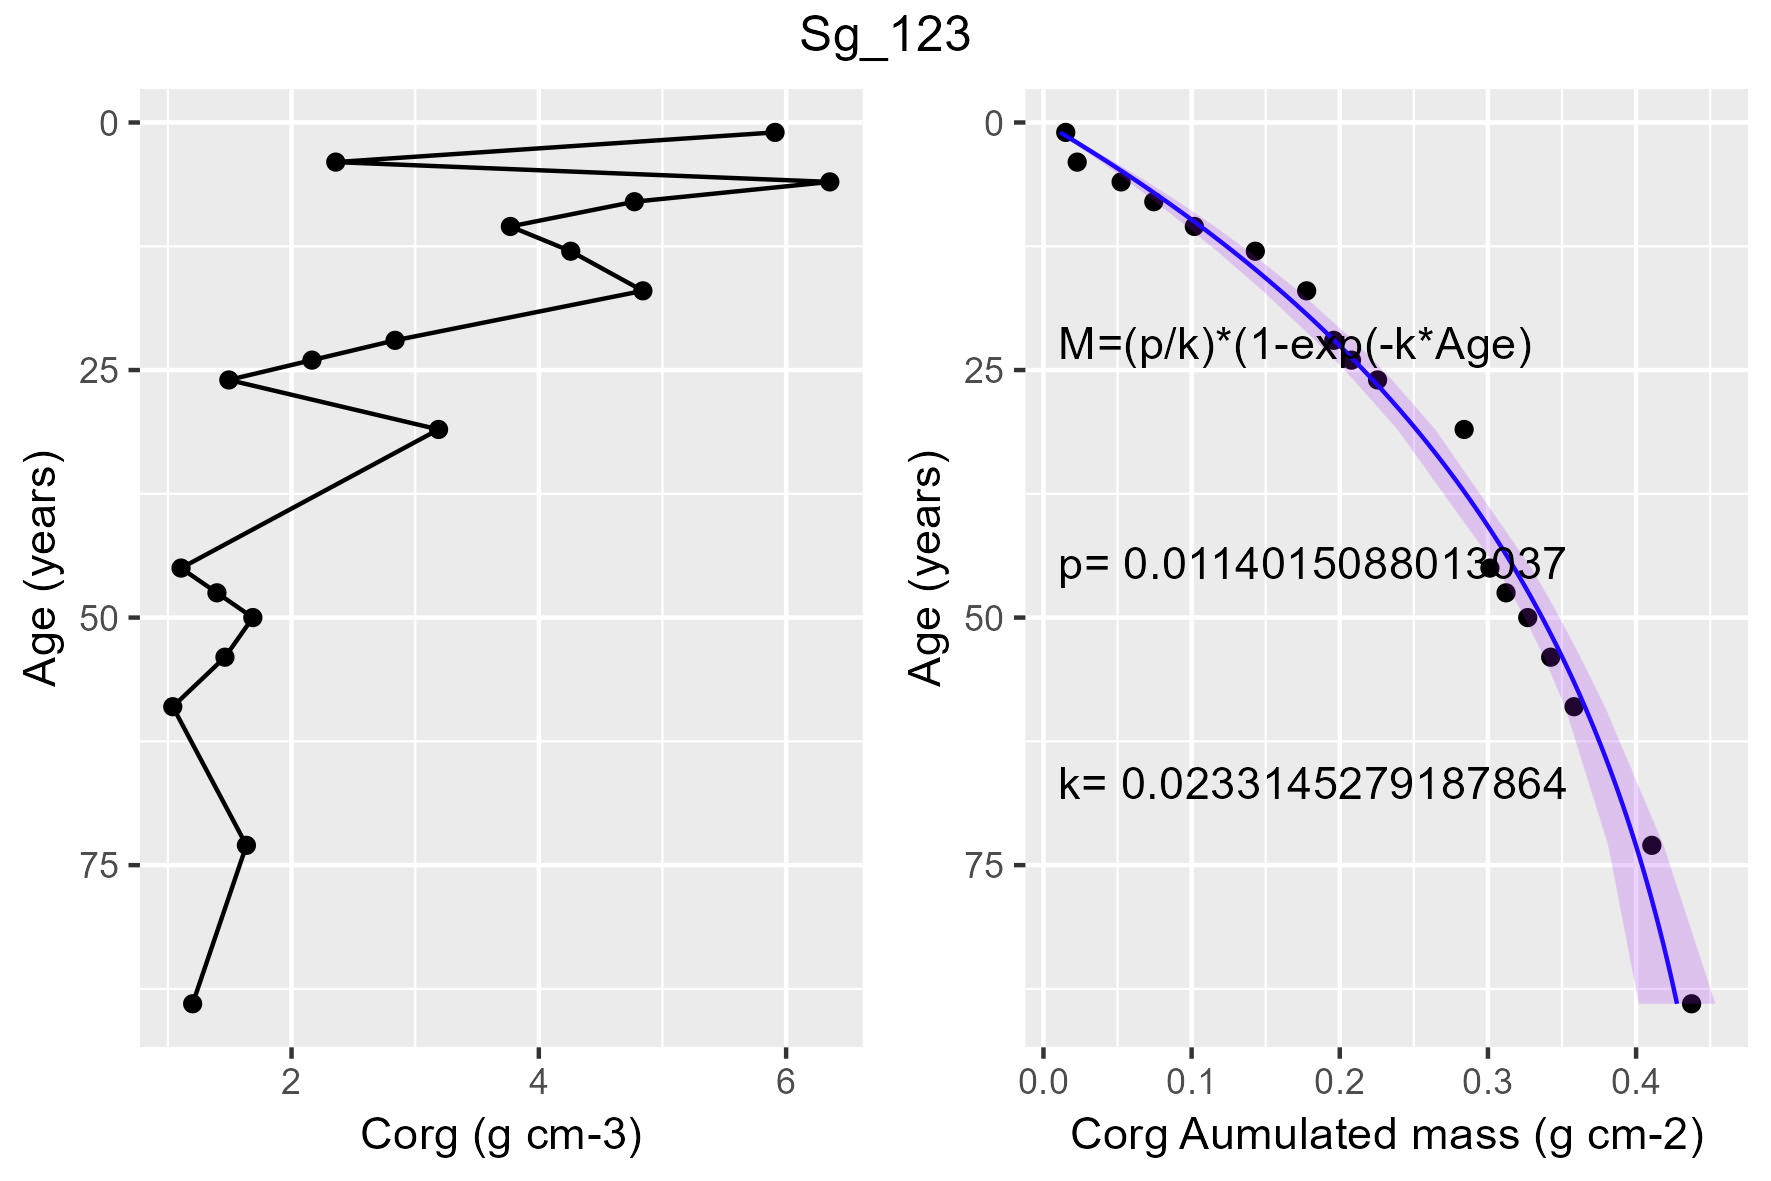 Sg_123
0
25
50
75
Age (years)
2 4 6
Corg (g cm-3)
0
25
50
75
Age (years)
M=(p/k)*(1-exp(-k*Age)
p= 0.0114015088013037
k= 0.0233145279187864
0.0 0.1 0.2 0.3 0.4
Corg Aumulated mass (g cm-2)